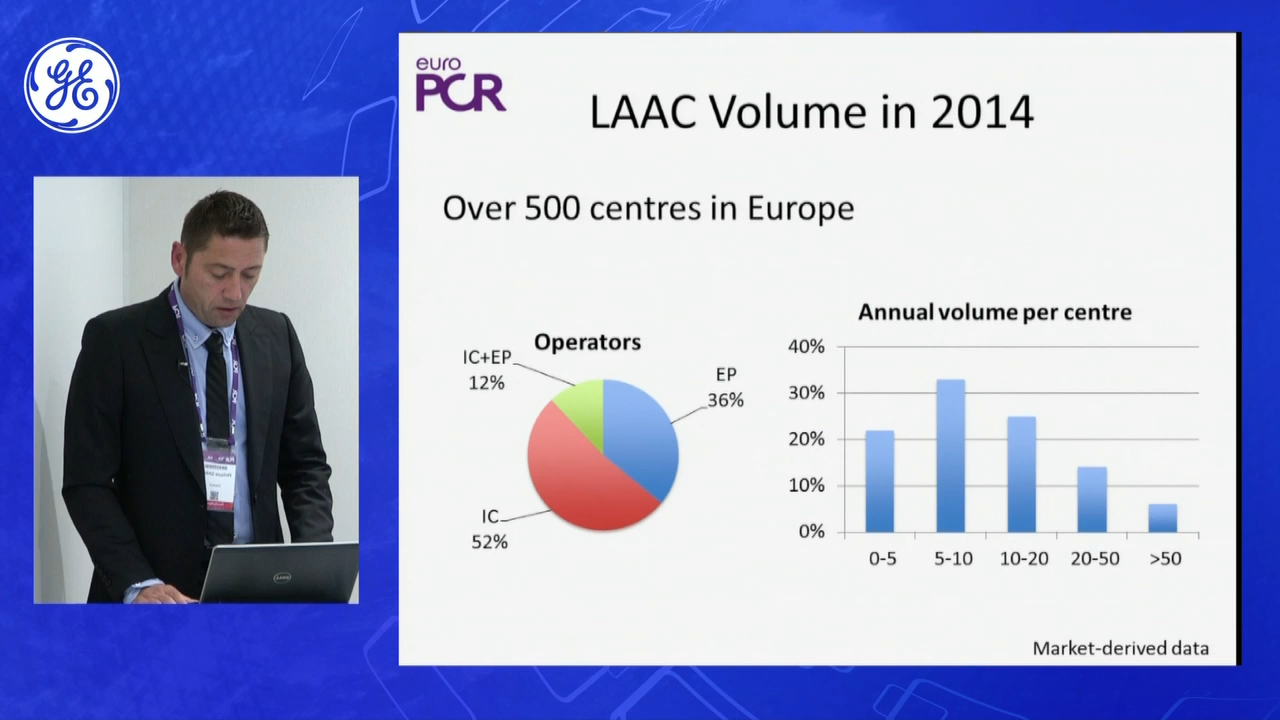 GE
euro
PCR
LAAC Volume in 2014
Over 500 centres in Europe
Operators
IC+EP
12%
EP
36%
IC
52%
Annual volume per centre
40%
30%
20%
10%
0%
0-5
5-10
10-20
20-50
>50
Market-derived data
DELL